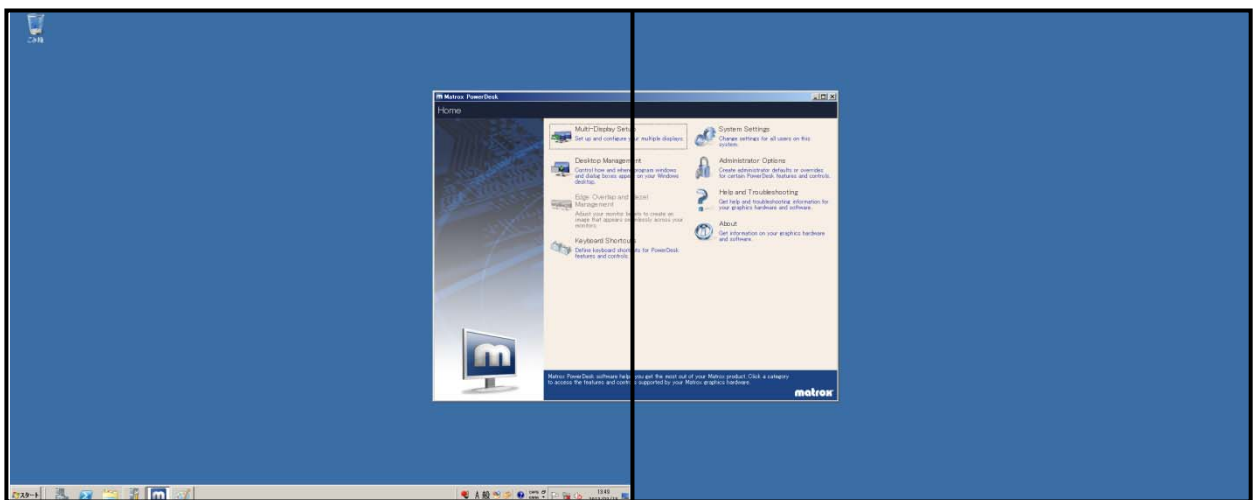 ごみ箱
Matrox PowerDesk
Home
Multi-Display Setup
Set up and configure your multiple displays.
Desktop Management
Control how and where program windows
and dialog boxes appear on your Windows
desktop.
Edge Overlap and Bezel
Management
Adjust your monitor bezels to create an
image that appears seamlessly across your
monitors.
Keyboard Shortcuts
Define keyboard shortcuts for PowerDesk
features and controls.
System Settings
Change settings for all users on this
system.
Administrator Options
Create administrator defaults or overrides
for certain PowerDesk features and controls.
Help and Troubleshooting
Get help and troubleshooting information for
your graphics hardware and software.
About
Get information on your graphics hardware
and software.
m
Matrox PowerDesk software helps you get the most out of your Matrox product. Click a category
to access the features and controls supported by your Matrox graphics hardware.
matrox
スタート
m
A 般
CAPS
KANA
13:45